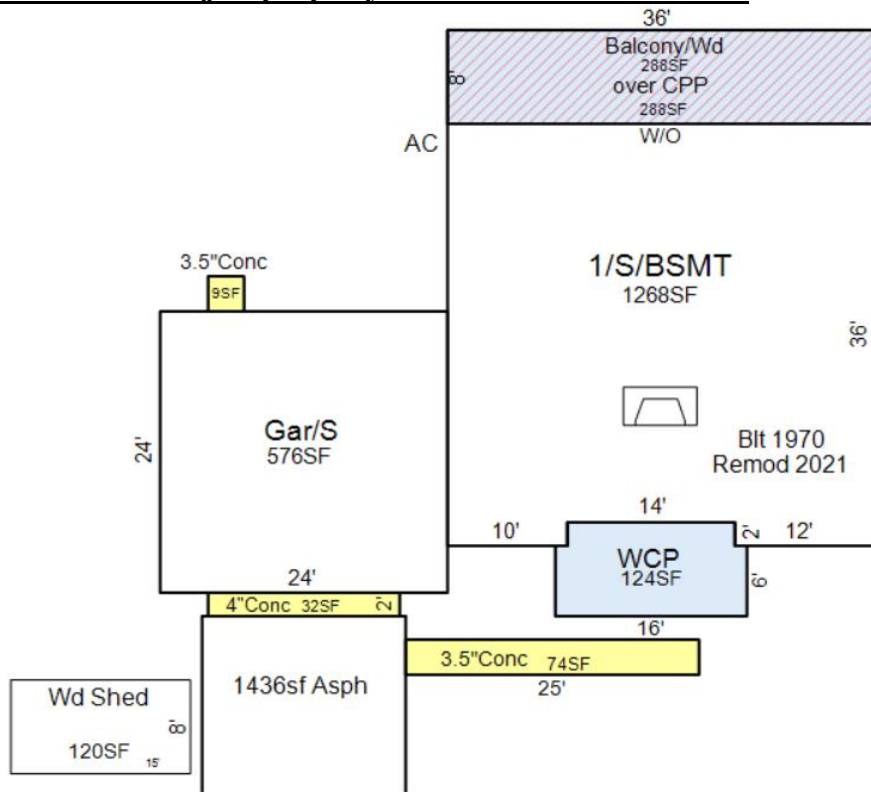 36'
Balcony/Wd
288SF
8'
over CPP
288SF
AC
W/O
3.5"Conc
9SF
1/S/BSMT
1268SF
36'
24'
Gar/S
576SF
Blt 1970
Remod 2021
14'
10'
2'
12'
WCP
124SF
6'
24'
4"Conc 32SF 2'
16'
3.5"Conc 74SF
25'
1436sf Asph
Wd Shed
8'
120SF
15'